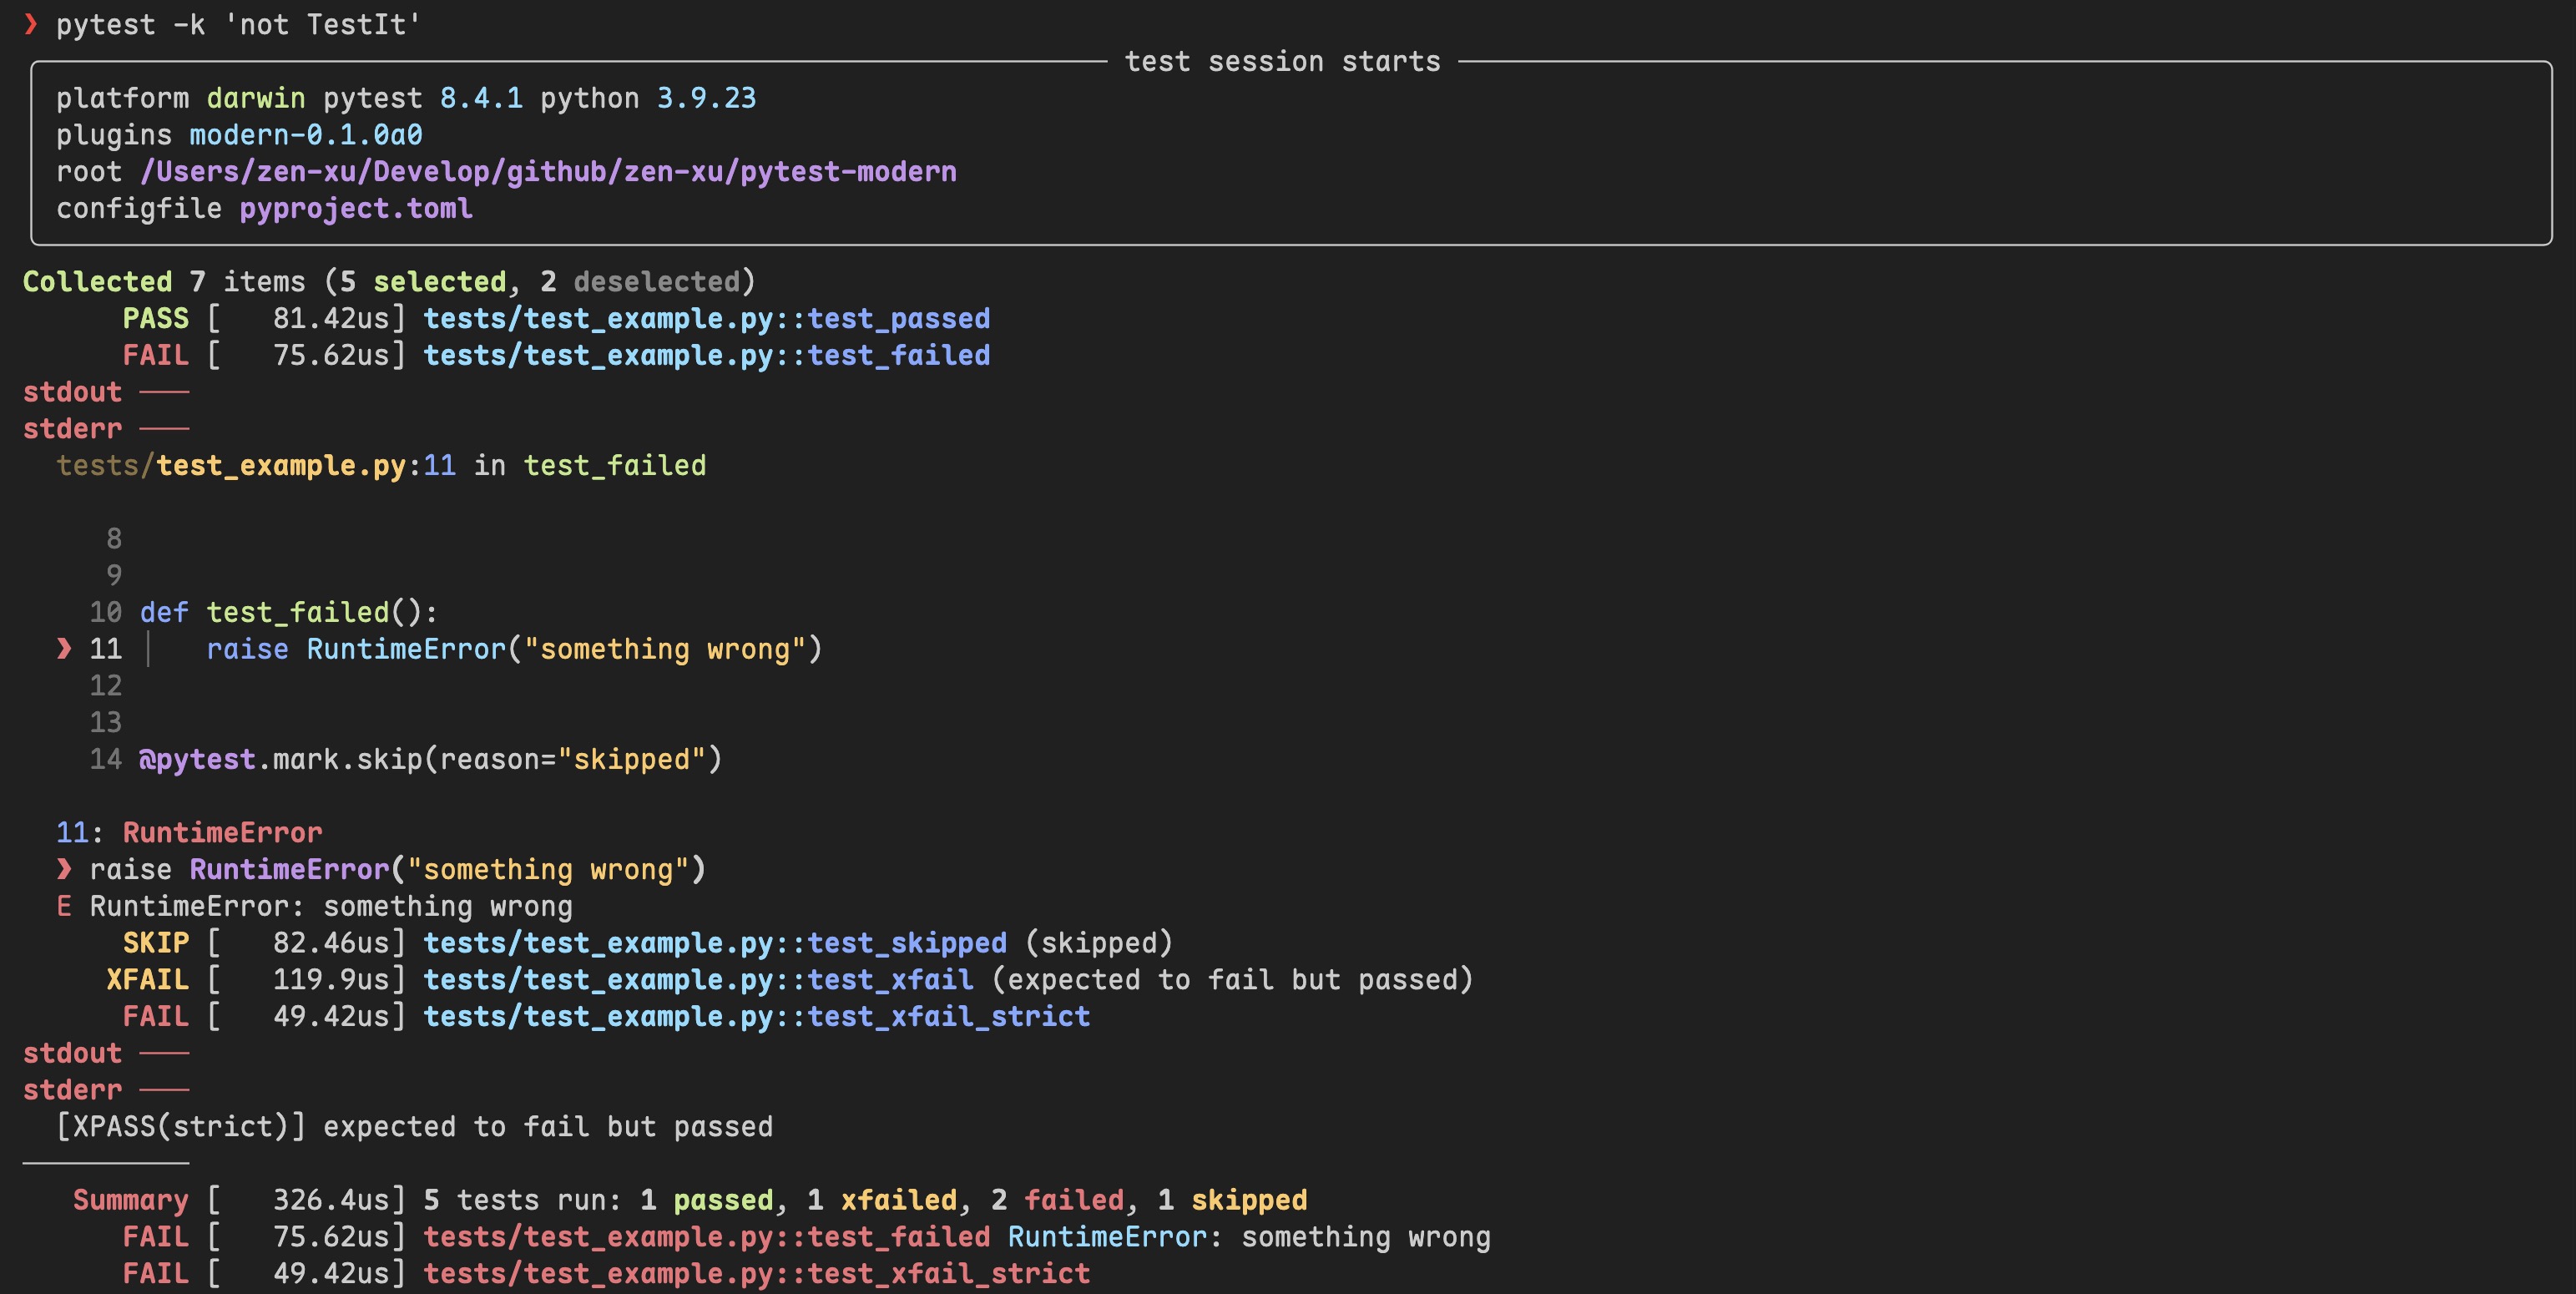 ❯ pytest -k 'not TestIt'
test session starts
platform darwin pytest 8.4.1 python 3.9.23
plugins modern-0.1.0a0
root /Users/zen-xu/Develop/github/zen-xu/pytest-modern
configfile pyproject.toml
Collected 7 items (5 selected, 2 deselected)
PASS [   81.42us] tests/test_example.py::test_passed
FAIL [   75.62us] tests/test_example.py::test_failed
stdout ───
stderr ───
tests/test_example.py:11 in test_failed
8
9
10 def test_failed():
❯ 11 │   raise RuntimeError("something wrong")
12
13
14 @pytest.mark.skip(reason="skipped")
11: RuntimeError
❯ raise RuntimeError("something wrong")
E RuntimeError: something wrong
SKIP [   82.46us] tests/test_example.py::test_skipped (skipped)
XFAIL [   119.9us] tests/test_example.py::test_xfail (expected to fail but passed)
FAIL [   49.42us] tests/test_example.py::test_xfail_strict
stdout ───
stderr ───
[XPASS(strict)] expected to fail but passed
Summary [   326.4us] 5 tests run: 1 passed, 1 xfailed, 2 failed, 1 skipped
FAIL [   75.62us] tests/test_example.py::test_failed RuntimeError: something wrong
FAIL [   49.42us] tests/test_example.py::test_xfail_strict